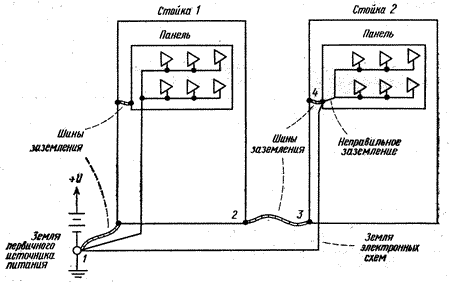 Стойка 1
Стойка 2
Панель
Панель
4
Шины
заземления
Шины
заземления
Неправильное
заземление
+U
2
3
Земля
первичного
источника
питания
1
Земля
электронных
схем